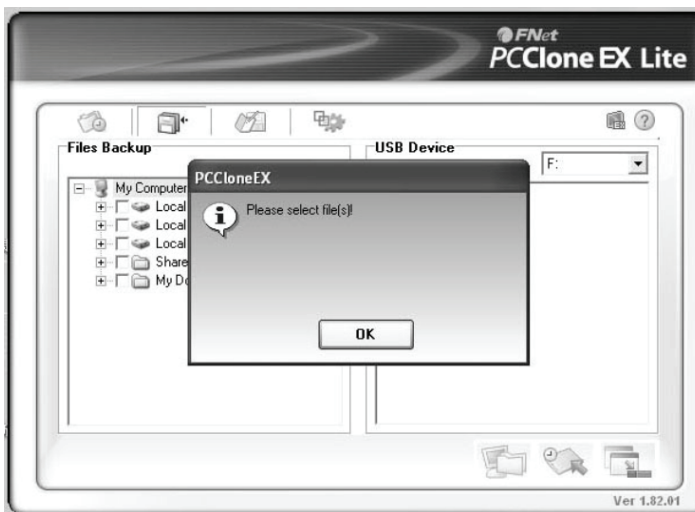 FNet
PCClone EX Lite
Files Backup
USB Device
F:
My Computer
Local
Local
Local
Share
My Do
PCCloneEX
Please select file(s)!
OK
Ver 1.82.01